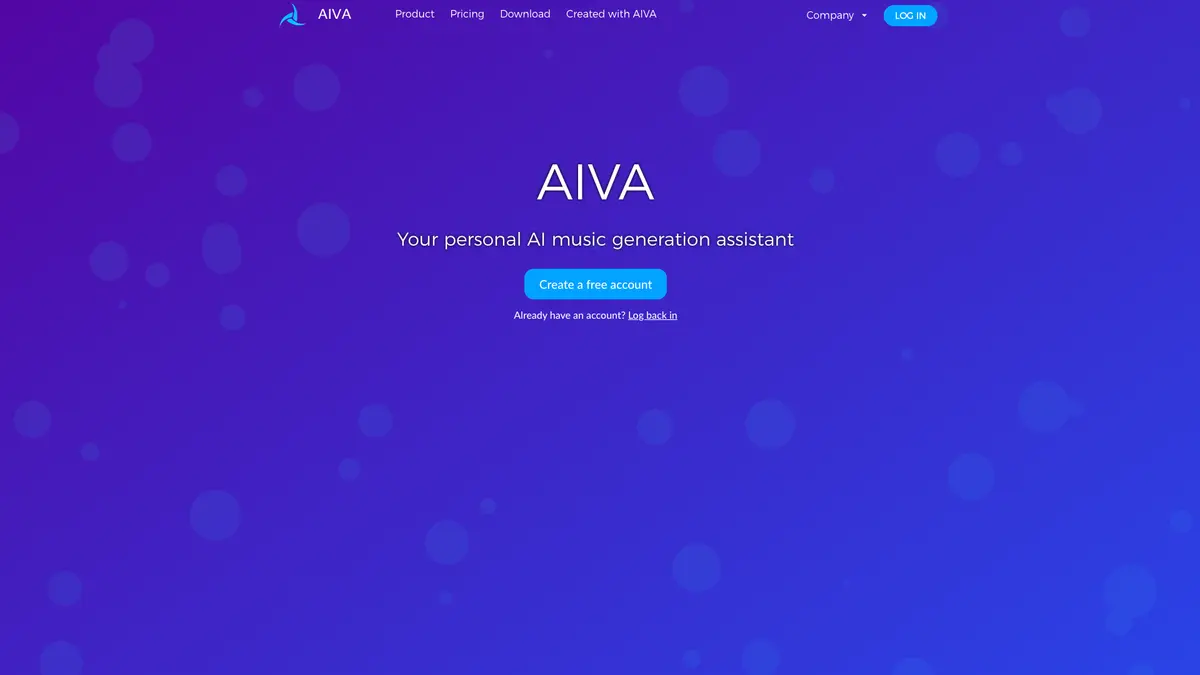 AIVA Product Pricing Download Created with AIVA Company LOG IN
AIVA
Your personal AI music generation assistant
Create a free account
Already have an account? Log back in